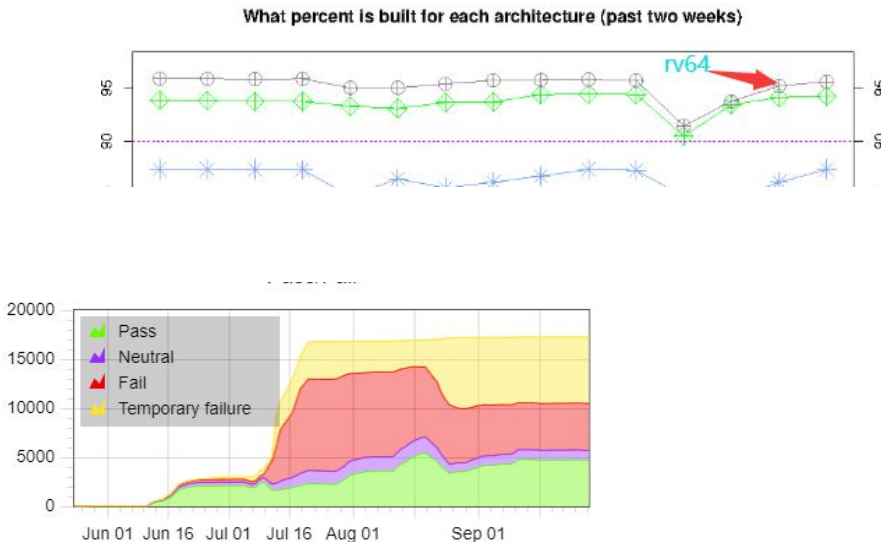 What percent is built for each architecture (past two weeks)
rv64
95
95
90
90
20000
Pass
15000
Neutral
Fail
10000
Temporary failure
5000
0
Jun 01 Jun 16 Jul 01 Jul 16 Aug 01 Sep 01